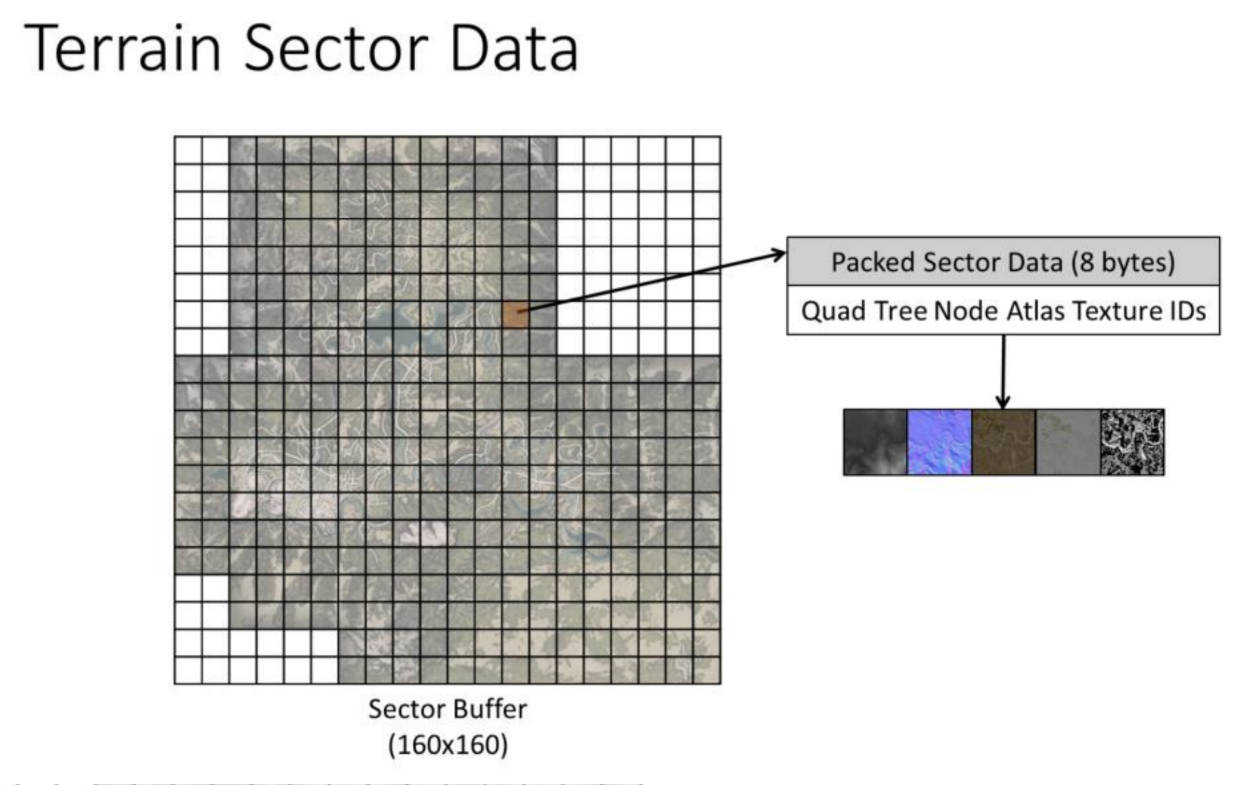 Terrain Sector Data
Packed Sector Data (8 bytes)
Quad Tree Node Atlas Texture IDs
Sector Buffer
(160x160)